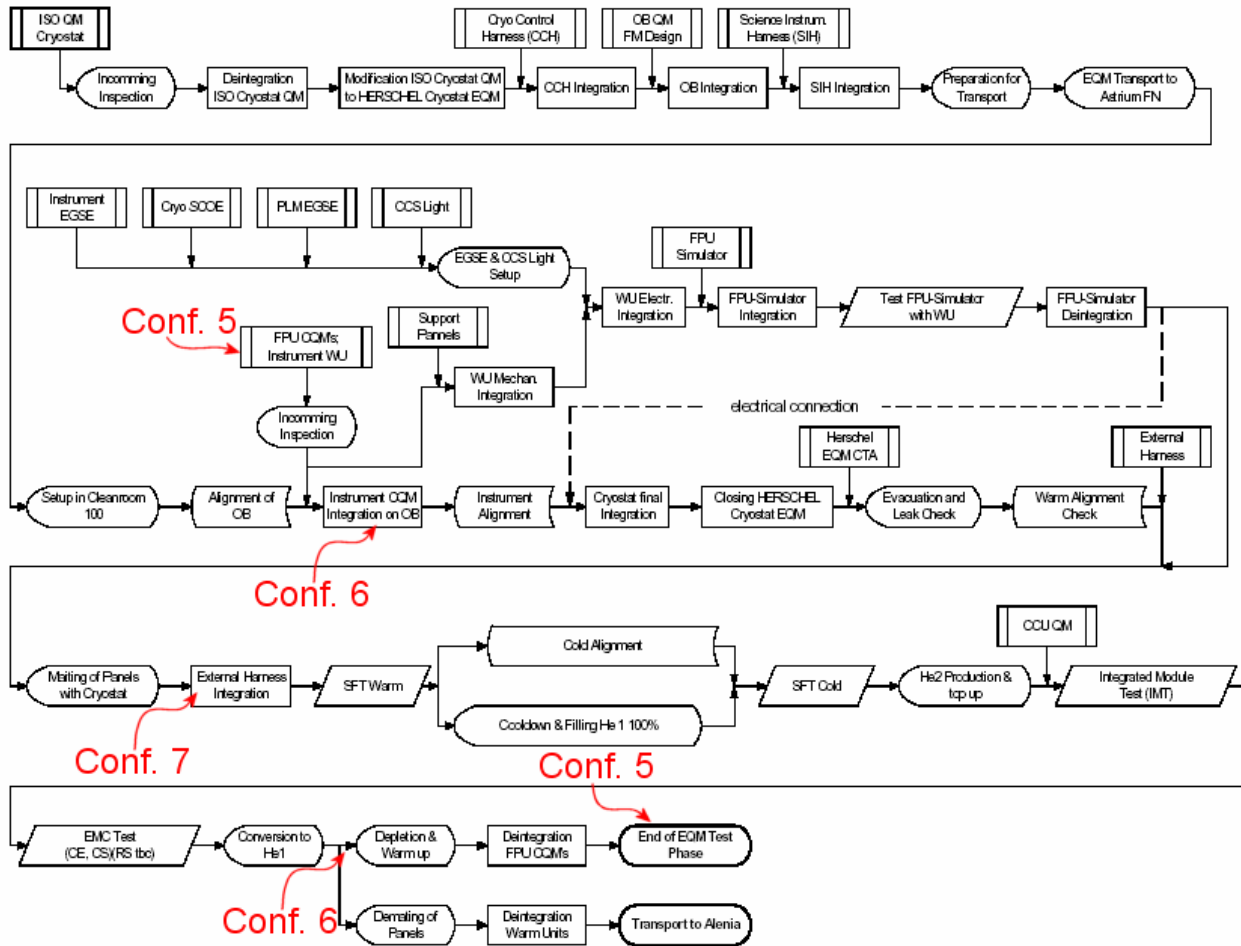 ISO QM
Cryostat
Cryo Control
Harness (CCH)
OB QM
FM Design
Science Instrum.
Harness (SIH)
Incomming
Inspection
Deintegration
ISO Cryostat QM
Modification ISO Cryostat QM
to HERSCHEL Cryostat EQM
CCH Integration
OB Integration
SIH Integration
Preparation for
Transport
EQM Transport to
Astrium FN
Instrument
EGSE
Cryo SCOE
PLM EGSE
CCS Light
EGSE & CCS Light
Setup
FPU
Simulator
WU Electr.
Integration
FPU-Simulator
Integration
Test FPU-Simulator
with WU
FPU-Simulator
Deintegration
Conf. 5
FPU CQM's;
Instrument WU
Support
Pannels
WU Mechan.
Integration
Incomming
Inspection
electrical connection
Herschel
EQM CTA
External
Harness
Setup in Cleanroom
100
Alignment of
OB
Instrument CQM
Integration on OB
Instrument
Alignment
Cryostat final
Integration
Closing HERSCHEL
Cryostat EQM
Evacuation and
Leak Check
Warm Alignment
Check
Conf. 6
CCU QM
Maiting of Panels
with Cryostat
External Harness
Integration
SFT Warm
Cold Alignment
Cooldown & Filling He 1 100%
SFT Cold
He2 Production &
top up
Integrated Module
Test (IMT)
Conf. 7
Conf. 5
EMC Test
(CE, CS)(RS tbc)
Conversion to
He1
Depletion &
Warm up
Deintegration
FPU CQM's
End of EQM Test
Phase
Conf. 6
Demating of
Panels
Deintegration
Warm Units
Transport to Alenia